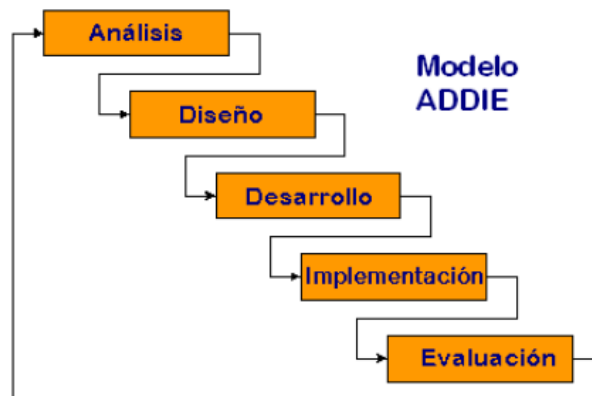 Análisis
Modelo
ADDIE
Diseño
Desarrollo
Implementación
Evaluación